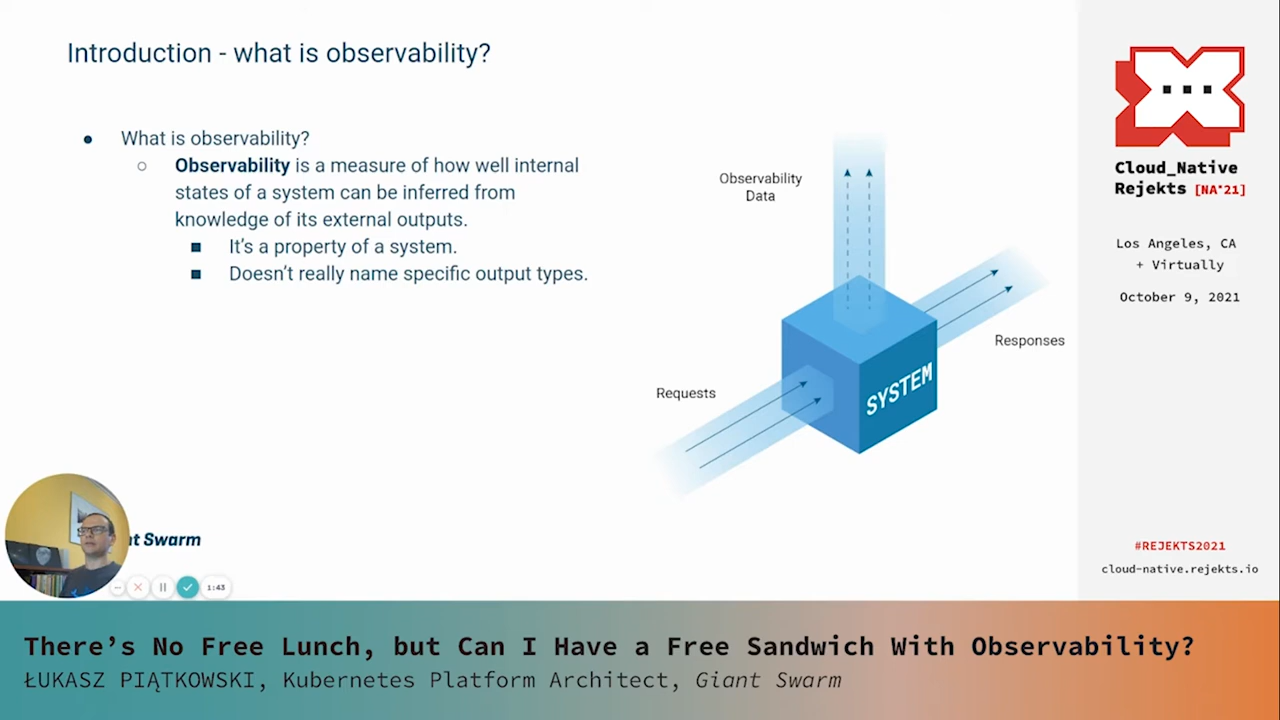 Introduction - what is observability?
What is observability?
Observability is a measure of how well internal
states of a system can be inferred from
knowledge of its external outputs.
It's a property of a system.
Doesn't really name specific output types.
Observability
Data
Responses
Requests
SYSTEM
Swarm
1:43
Cloud_Native
Rejekts [NA'21]
Los Angeles, CA
+ Virtually
October 9, 2021
#REJEKTS2021
cloud-native.rejekts.io
There's No Free Lunch, but Can I Have a Free Sandwich With Observability?
ŁUKASZ PIĄTKOWSKI, Kubernetes Platform Architect, Giant Swarm